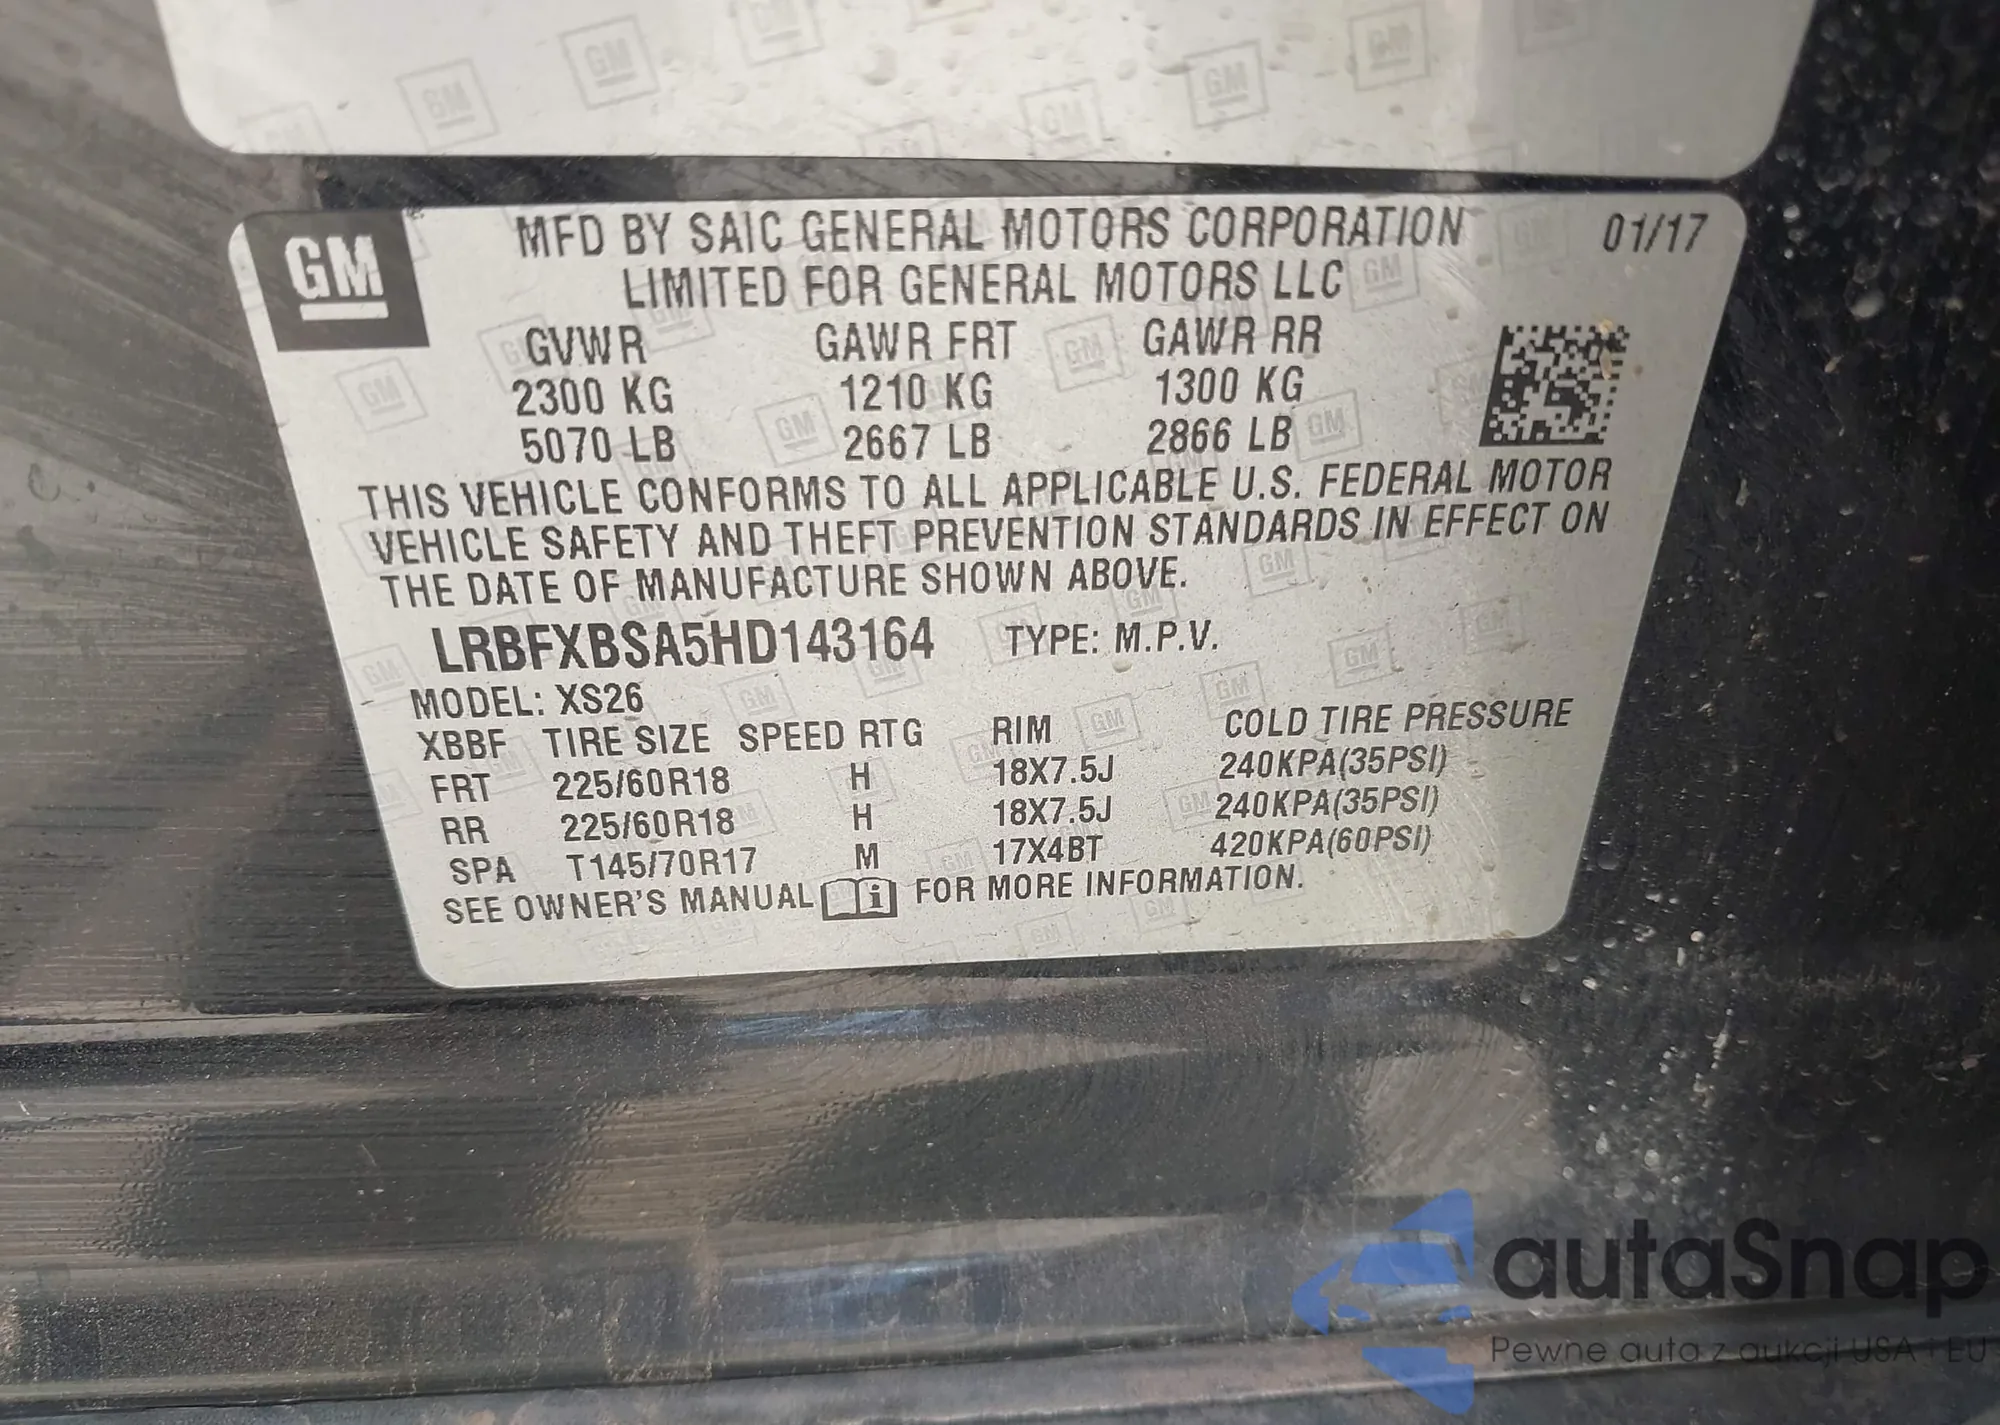 GM
MFD BY SAIC GENERAL MOTORS CORPORATION
01/17
LIMITED FOR GENERAL MOTORS LLC
GVWR GAWR FRT GAWR RR
2300 KG 1210 KG 1300 KG
5070 LB 2667 LB 2866 LB
THIS VEHICLE CONFORMS TO ALL APPLICABLE U.S. FEDERAL MOTOR
VEHICLE SAFETY AND THEFT PREVENTION STANDARDS IN EFFECT ON
THE DATE OF MANUFACTURE SHOWN ABOVE.
LRBFXBSA5HD143164 TYPE: M.P.V.
MODEL: XS26
XBBF TIRE SIZE SPEED RTG RIM COLD TIRE PRESSURE
FRT 225/60R18 H 18X7.5J 240KPA(35PSI)
RR 225/60R18 H 18X7.5J 240KPA(35PSI)
SPA T145/70R17 M 17X4BT 420KPA(60PSI)
SEE OWNER'S MANUAL FOR MORE INFORMATION.
autaSnap
Pewne auta z aukcji USA i EU